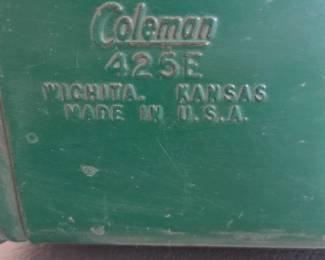 Coleman
425E
WICHITA. KANSAS
MADE IN U.S.A.